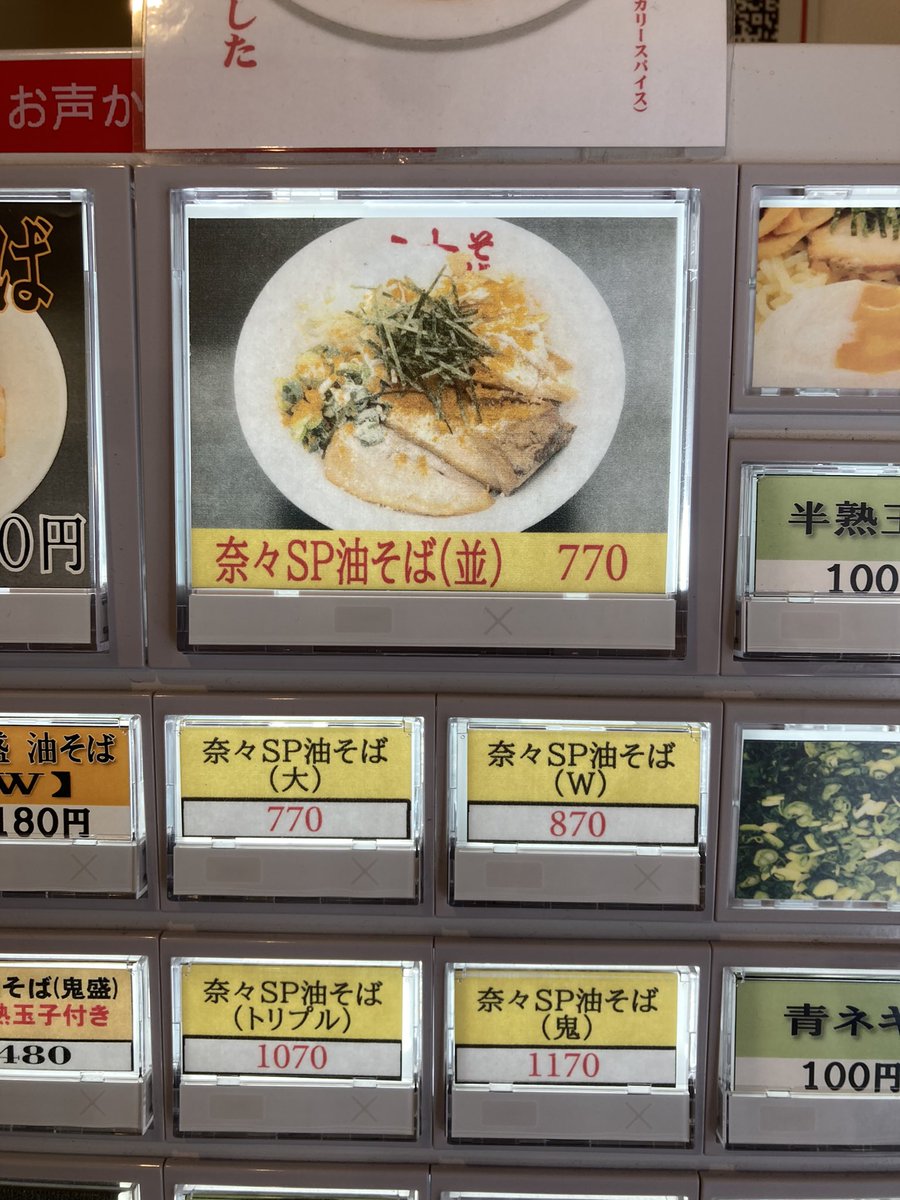 した
カリースパイス）
お声か
そば
0円
奈々SP油そば(並) 770
半熟玉
100
盛 油そば
W】
180円
奈々SP油そば
(大)
770
奈々SP油そば
(W)
870
そば(鬼盛)
熟玉子付き
480
奈々SP油そば
(トリプル)
1070
奈々SP油そば
(鬼)
1170
青ネギ
100円